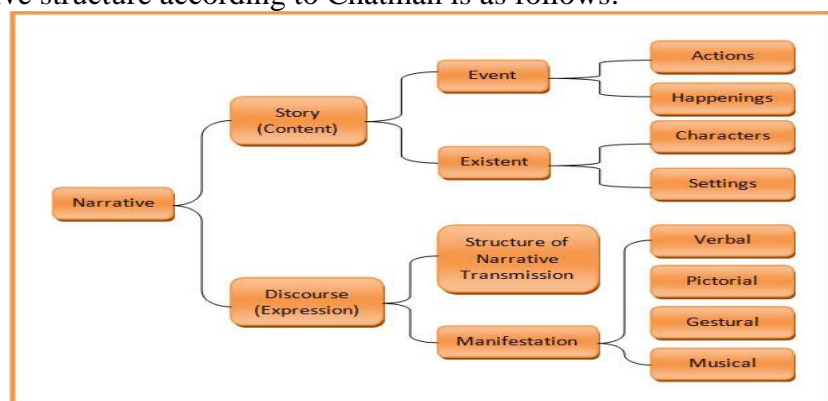 ive structure according to Chatman is as follows:
Narrative
Story
(Content)
Discourse
(Expression)
Event
Existent
Structure of
Narrative
Transmission
Manifestation
Actions
Happenings
Characters
Settings
Verbal
Pictorial
Gestural
Musical